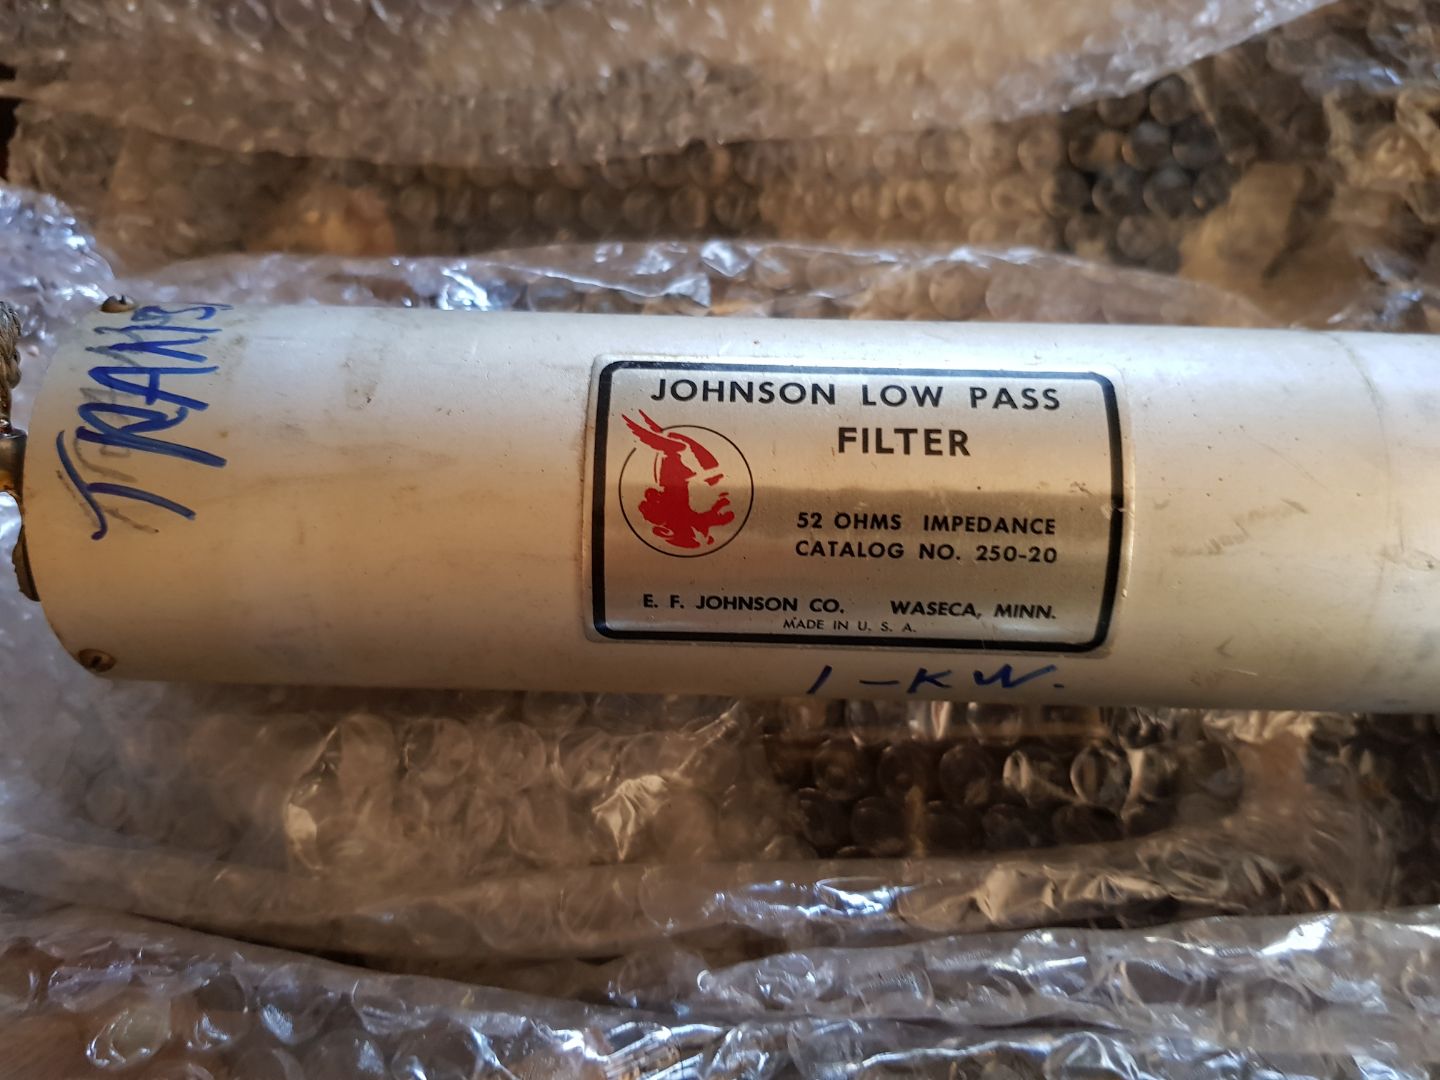 TRANS
JOHNSON LOW PASS
FILTER
52 OHMS IMPEDANCE
CATALOG NO. 250-20
E. F. JOHNSON CO. WASECA, MINN.
MADE IN U. S. A.
1-KW.